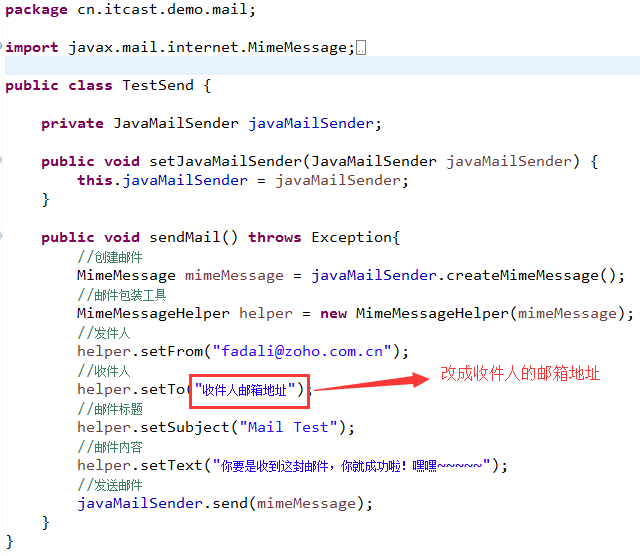 package cn.itcast.demo.mail;
import javax.mail.internet.MimeMessage;
public class TestSend {
private JavaMailSender javaMailSender;
public void setJavaMailSender(JavaMailSender javaMailSender) {
this.javaMailSender = javaMailSender;
}
public void sendMail() throws Exception{
//创建邮件
MimeMessage mimeMessage = javaMailSender.createMimeMessage();
//邮件包装工具
MimeMessageHelper helper = new MimeMessageHelper(mimeMessage);
//发件人
helper.setFrom("fadali@zoho.com.cn");
//收件人
helper.setTo("收件人邮箱地址"); 改成收件人的邮箱地址
//邮件标题
helper.setSubject("Mail Test");
//邮件内容
helper.setText("你要是收到这封邮件，你就成功啦！嘿嘿~~~~~");
//发送邮件
javaMailSender.send(mimeMessage);
}
}